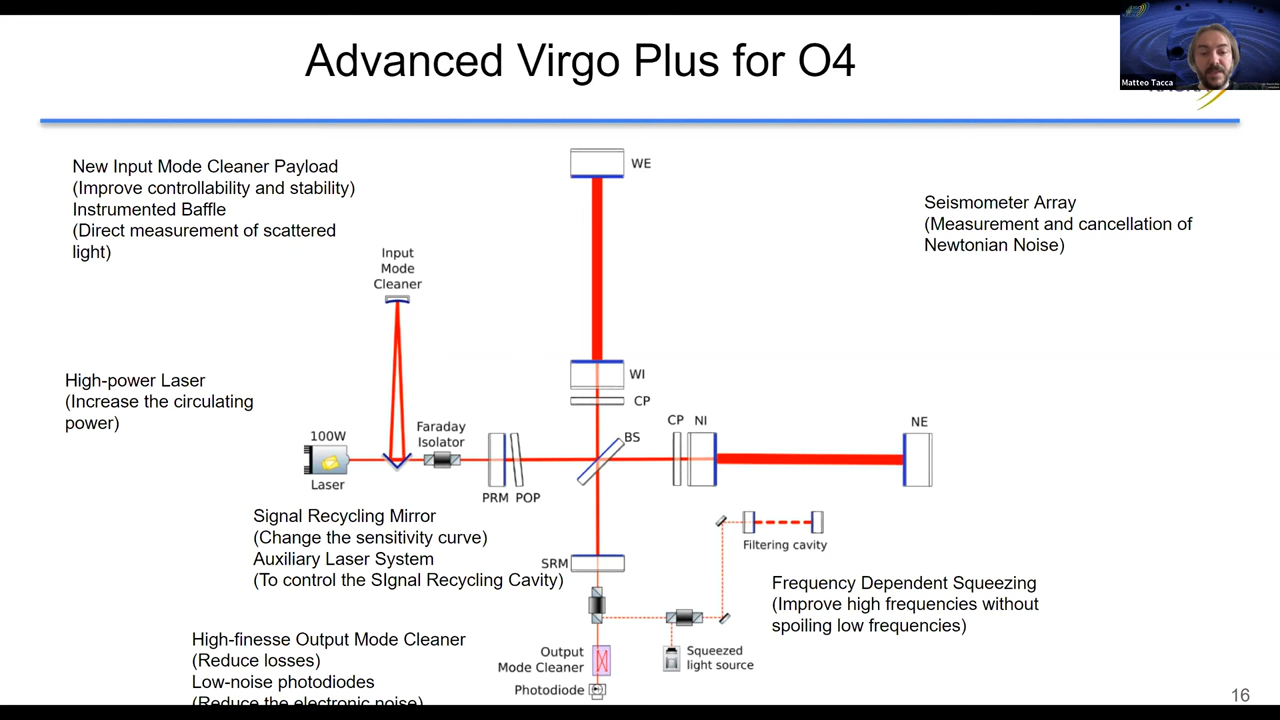 Advanced Virgo Plus for O4
Matteo Tacca
New Input Mode Cleaner Payload
(Improve controllability and stability)
Instrumented Baffle
(Direct measurement of scattered
light)
WE
Seismometer Array
(Measurement and cancellation of
Newtonian Noise)
Input
Mode
Cleaner
High-power Laser
(Increase the circulating
power)
WI
CP
100W
Laser
Faraday
Isolator
PRM
POP
BS
CP
NI
NE
Signal Recycling Mirror
(Change the sensitivity curve)
Auxiliary Laser System
(To control the SIgnal Recycling Cavity)
SRM
Filtering cavity
Frequency Dependent Squeezing
(Improve high frequencies without
spoiling low frequencies)
High-finesse Output Mode Cleaner
(Reduce losses)
Low-noise photodiodes
(Reduce the electronic noise)
Output
Mode Cleaner
Photodiode
Squeezed
light source
16